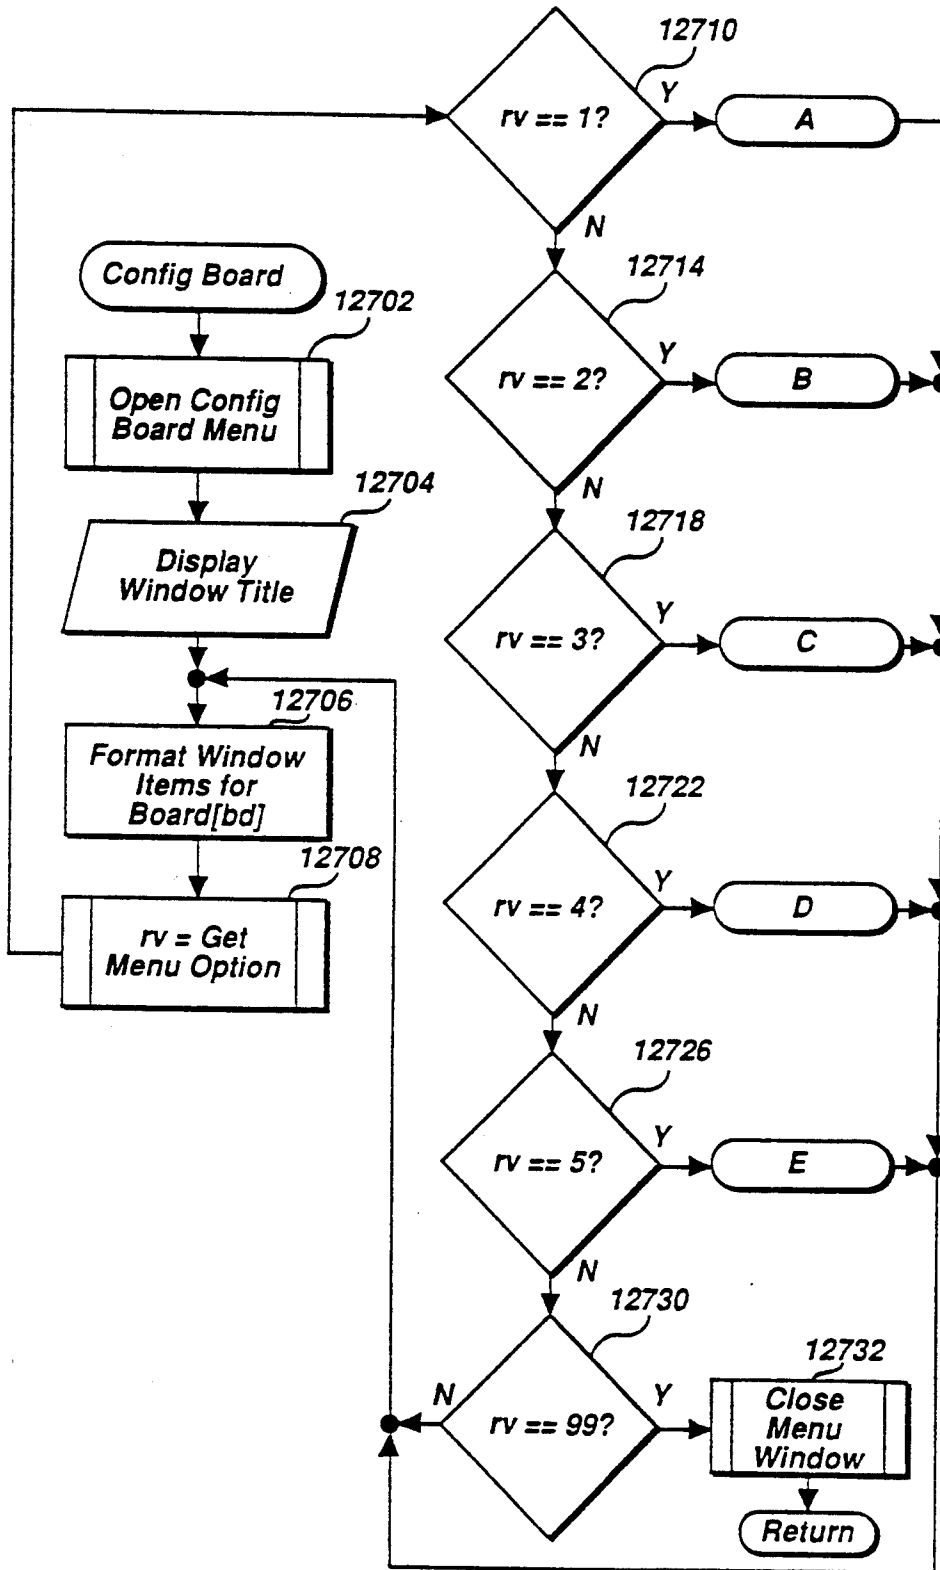 Config Board
12702
Open Config
Board Menu
12704
Display
Window Title
12706
Format Window
Items for
Board[bd]
12708
rv = Get
Menu Option
12710
rv == 1?
Y
A
N
12714
rv == 2?
Y
B
N
12718
rv == 3?
Y
C
N
12722
rv == 4?
Y
D
N
12726
rv == 5?
Y
E
N
12730
rv == 99?
N
Y
12732
Close
Menu
Window
Return